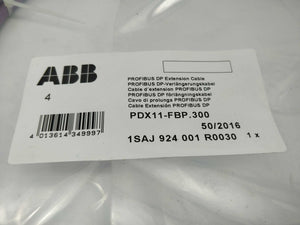 ABB
4
PROFIBUS DP Extension Cable
PROFIBUS DP-Verlängerungskabel
Cable d'extension PROFIBUS DP
PROFIBUS DP förlängningskabel
Cavo di prolunga PROFIBUS DP
Cable Extensión PROFIBUS DP
PDX11-FBP.300
50/2016
1SAJ 924 001 R0030 1 x
4 013614 349997